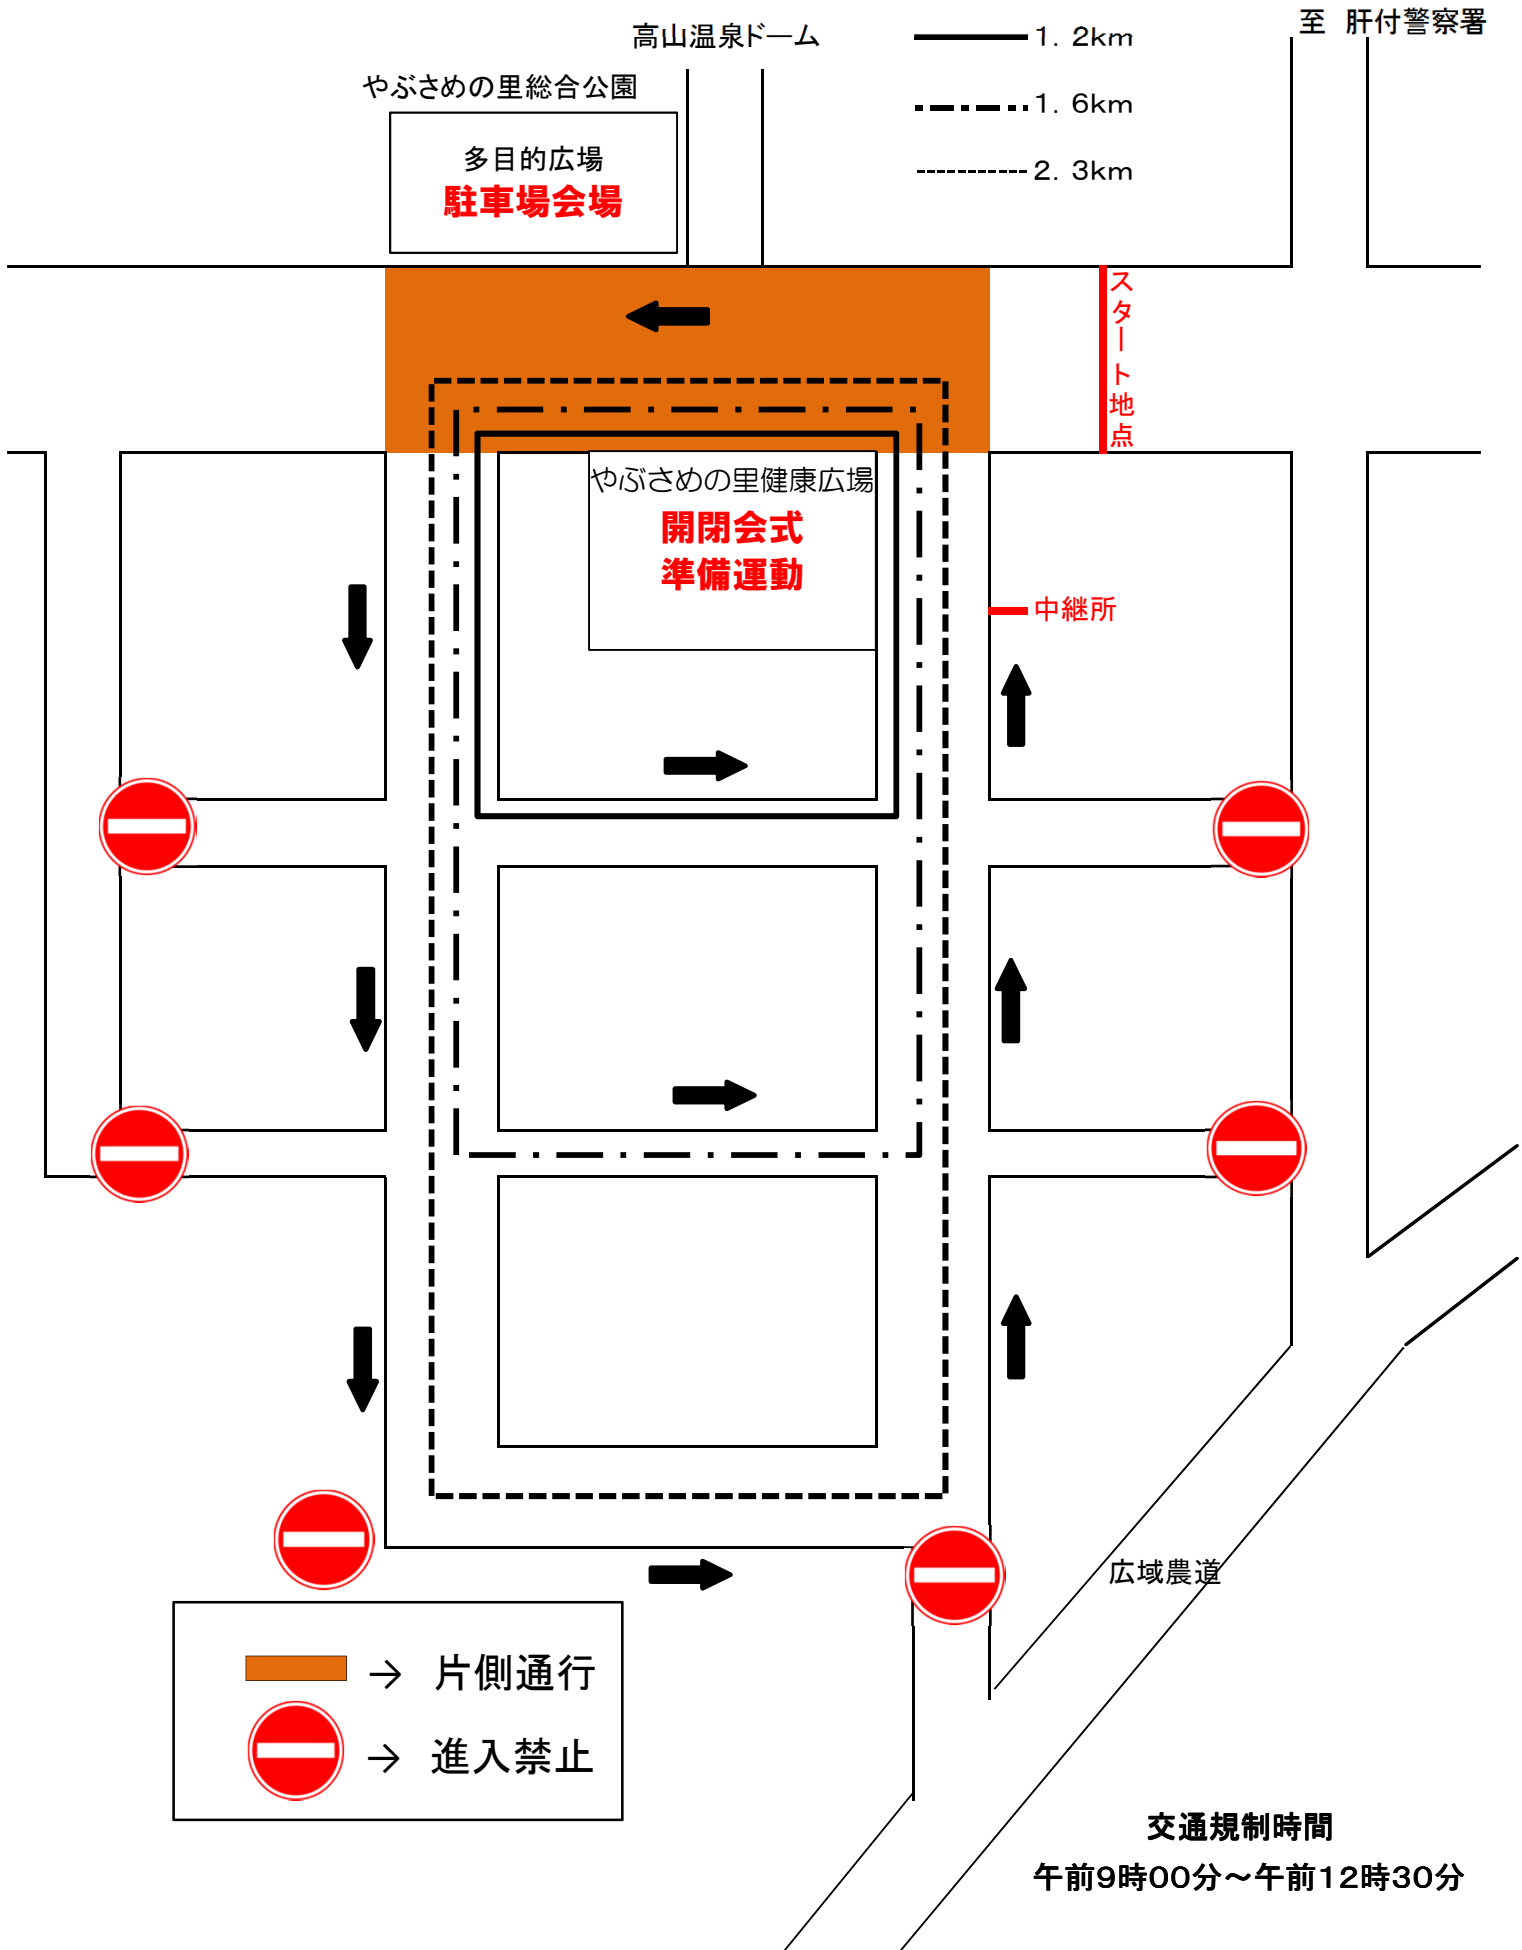 至　肝付警察署
高山温泉ドーム
1. 2km
やぶさめの里総合公園
1. 6km
多目的広場
2. 3km
駐車場会場
スタート地点
やぶさめの里健康広場
開閉会式
準備運動
中継所
広域農道
→ 片側通行
→ 進入禁止
交通規制時間
午前9時00分～午前12時30分